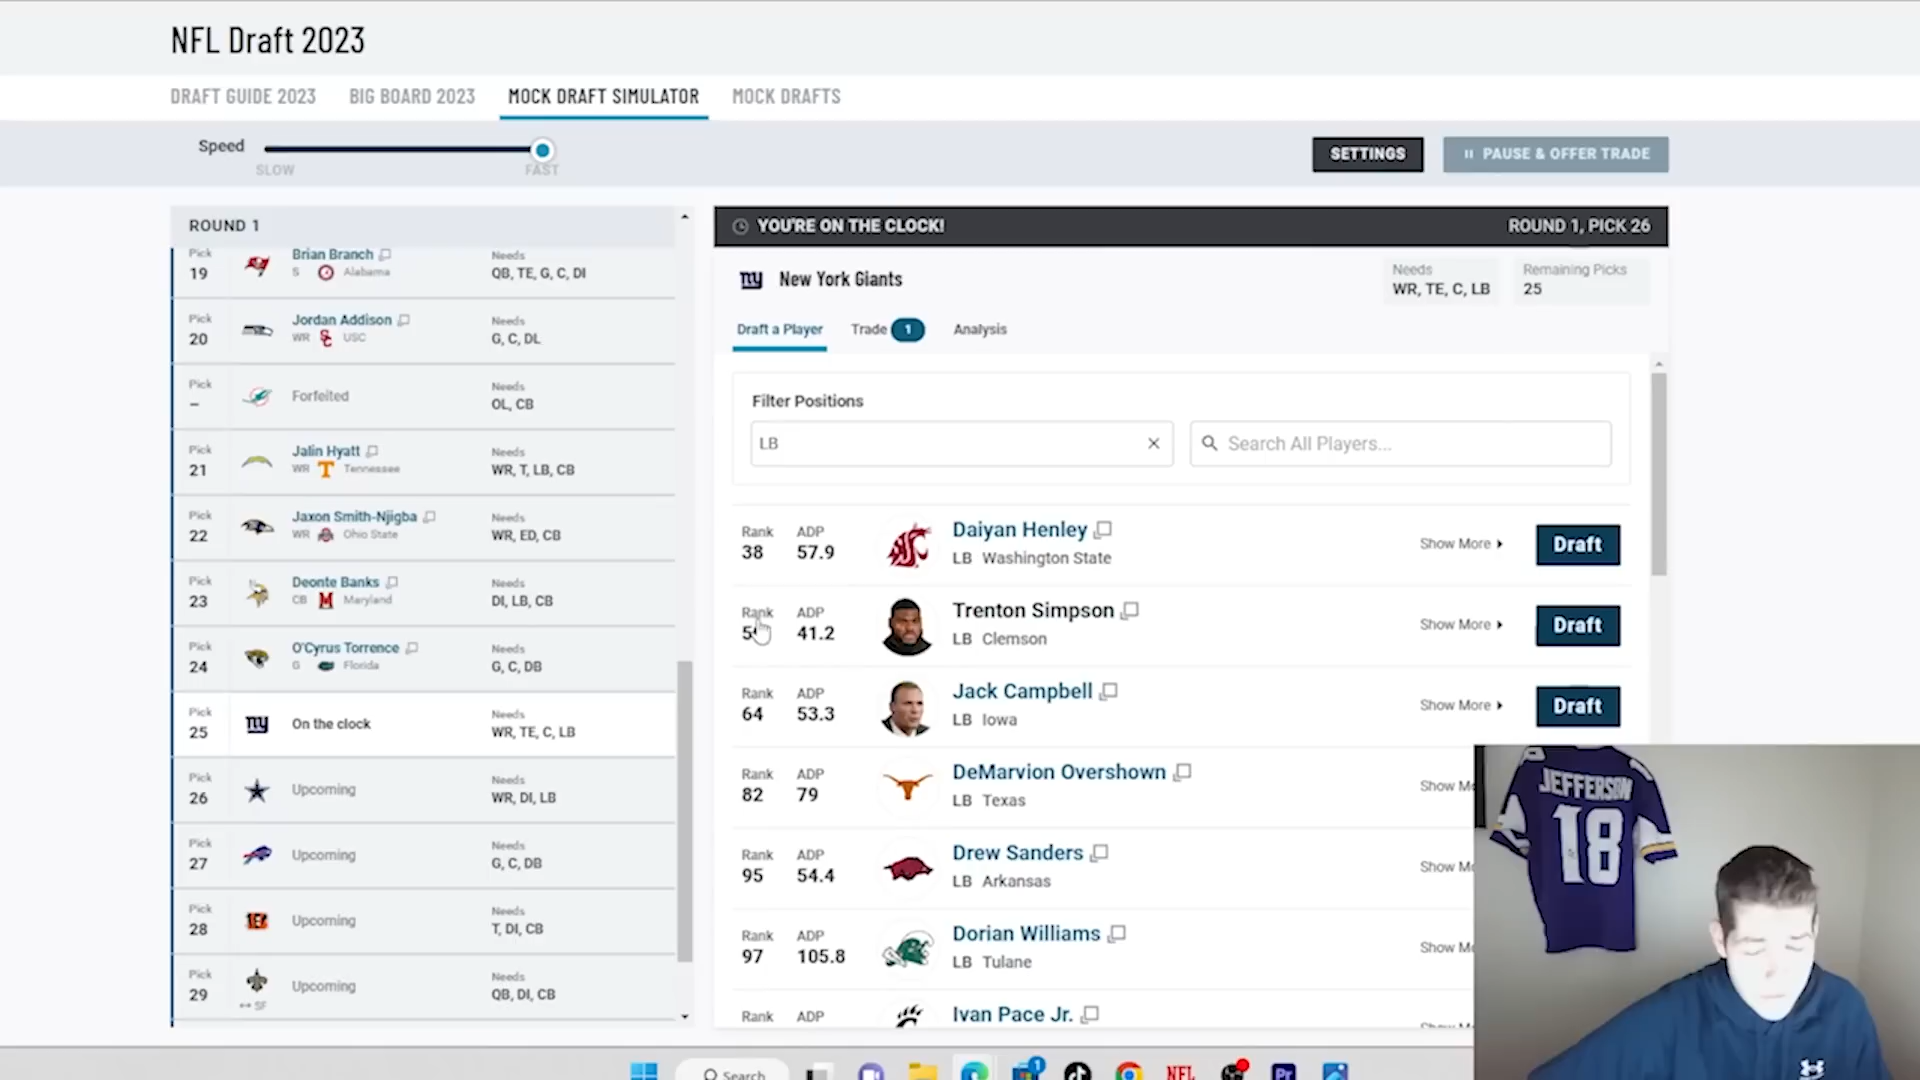 NFL Draft 2023
DRAFT GUIDE 2023 BIG BOARD 2023 MOCK DRAFT SIMULATOR MOCK DRAFTS
Speed
SLOW FAST
SETTINGS
PAUSE & OFFER TRADE
ROUND 1
Pick 19
Brian Branch
S Alabama
Needs
QB, TE, G, C, DI
Pick 20
Jordan Addison
WR USC
Needs
G, C, DL
Pick –
Forfeited
Needs
OL, CB
Pick 21
Jalin Hyatt
WR Tennessee
Needs
WR, T, LB, CB
Pick 22
Jaxon Smith-Njigba
WR Ohio State
Needs
WR, ED, CB
Pick 23
Deonte Banks
CB Maryland
Needs
DI, LB, CB
Pick 24
O'Cyrus Torrence
G Florida
Needs
G, C, DB
Pick 25
On the clock
Needs
WR, TE, C, LB
Pick 26
Upcoming
Needs
WR, DI, LB
Pick 27
Upcoming
Needs
G, C, DB
Pick 28
Upcoming
Needs
T, DI, CB
Pick 29
↔ SF
Upcoming
Needs
QB, DI, CB
YOU'RE ON THE CLOCK! ROUND 1, PICK 26
New York Giants
Needs
WR, TE, C, LB
Remaining Picks
25
Draft a Player Trade 1 Analysis
Filter Positions
LB
Search All Players...
Rank 38 ADP 57.9
Daiyan Henley
LB Washington State
Show More
Draft
Rank ADP 41.2
Trenton Simpson
LB Clemson
Show More
Draft
Rank 64 ADP 53.3
Jack Campbell
LB Iowa
Show More
Draft
Rank 82 ADP 79
DeMarvion Overshown
LB Texas
Show
Rank 95 ADP 54.4
Drew Sanders
LB Arkansas
Show
Rank 97 ADP 105.8
Dorian Williams
LB Tulane
Show
Rank ADP
Ivan Pace Jr.
JEFFERSON
18
Search
1
NFL
Pr